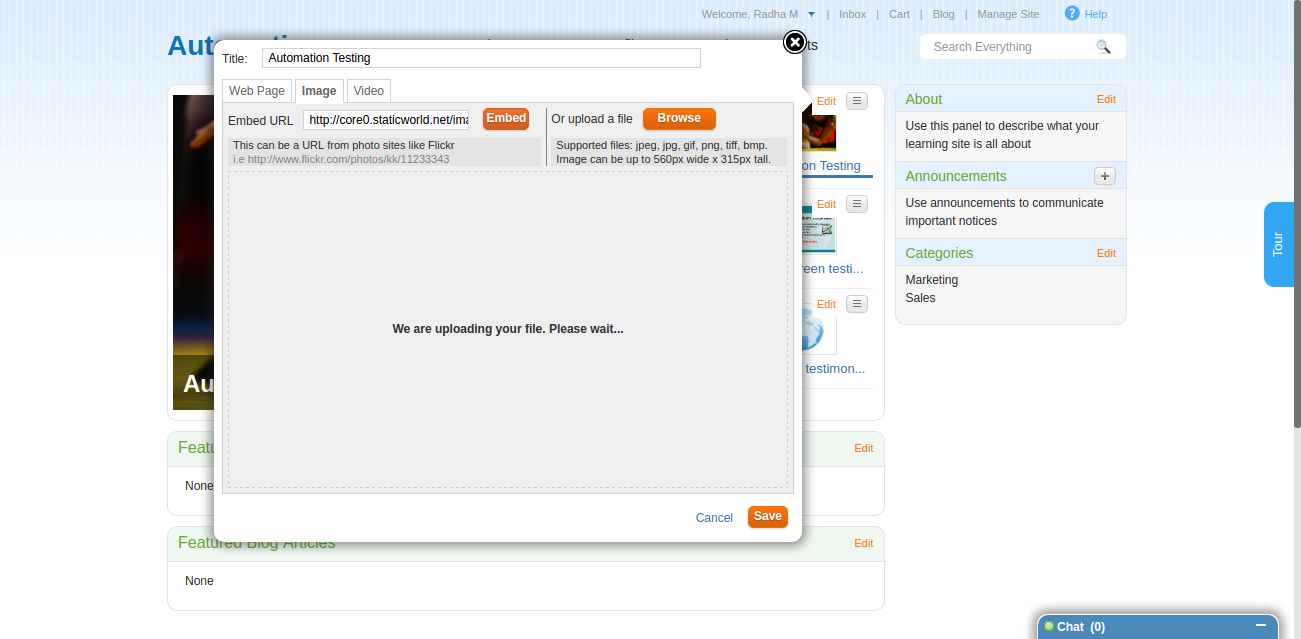 Welcome, Radha M | Inbox | Cart | Blog | Manage Site ? Help
Search Everything
Title: Automation Testing
Web Page Image Video
Embed URL http://core0.staticworld.net/ima Embed Or upload a file Browse
This can be a URL from photo sites like Flickr
i.e http://www.flickr.com/photos/kk/11233343
Supported files: jpeg, jpg, gif, png, tiff, bmp.
Image can be up to 560px wide x 315px tall.
We are uploading your file. Please wait...
Cancel Save
Edit
on Testing
Edit
reen testi...
Edit
testimon...
About Edit
Use this panel to describe what your
learning site is all about
Announcements +
Use announcements to communicate
important notices
Categories Edit
Marketing
Sales
Tour
Edit
None
Featured Blog Articles Edit
None
Chat (0)